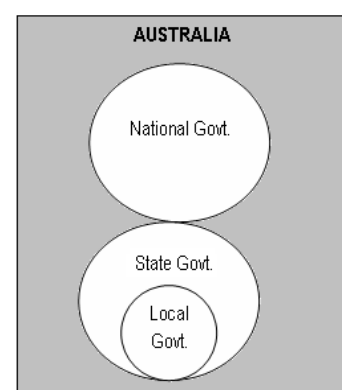 AUSTRALIA
National Govt.
State Govt.
Local
Govt.